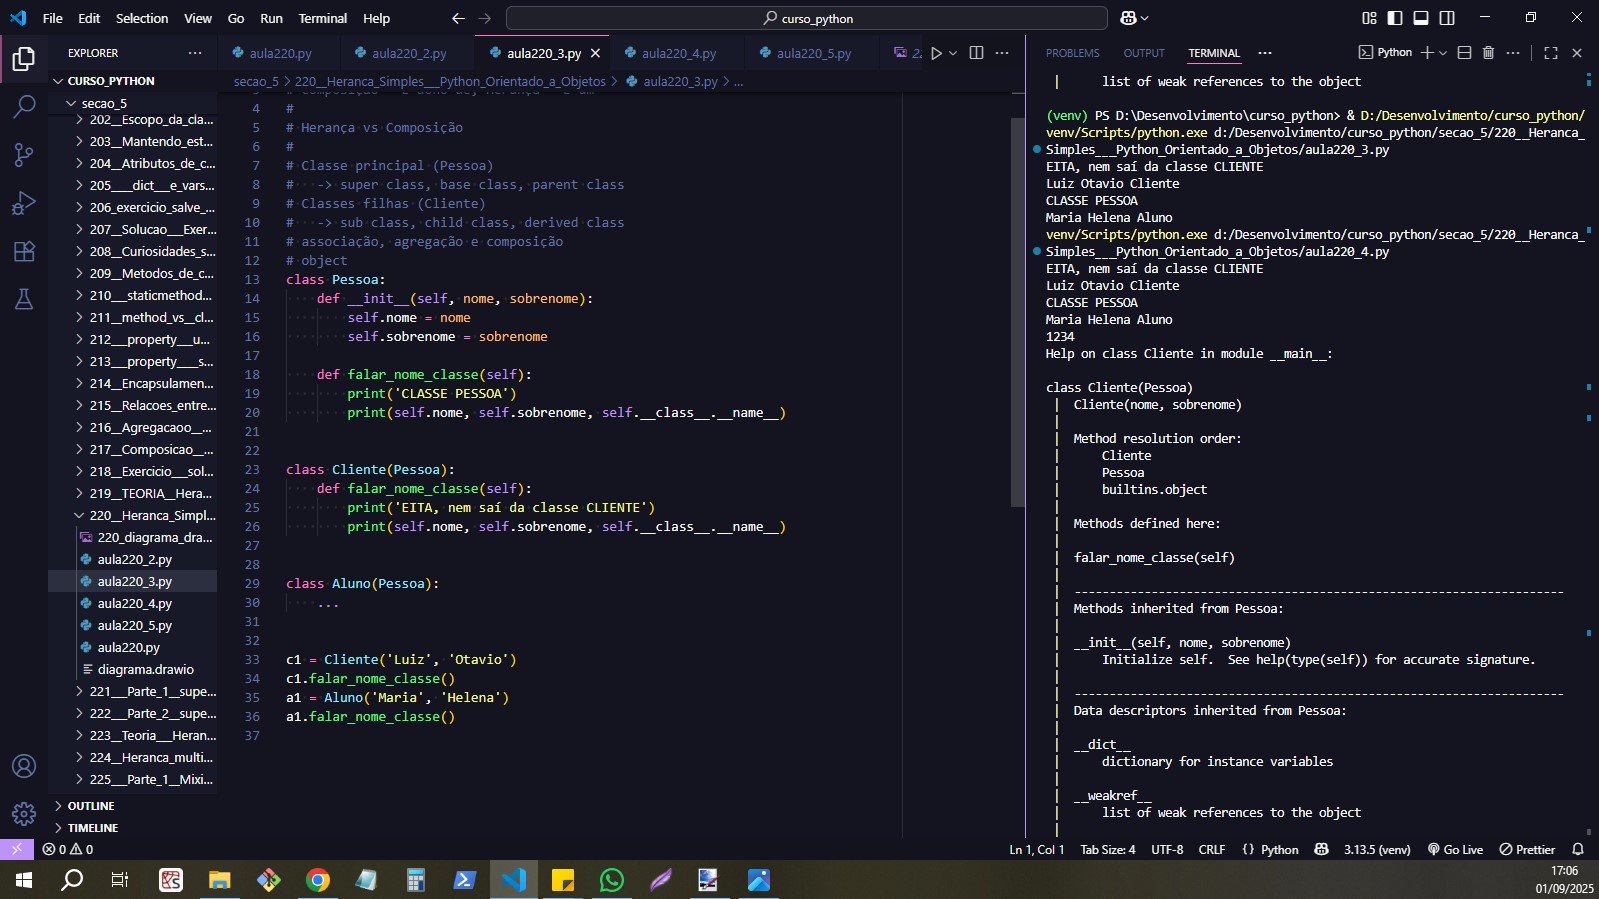 File Edit Selection View Go Run Terminal Help
curso_python
EXPLORER
CURSO_PYTHON
secao_5
202__Escopo_da_cla...
203__Mantendo_est...
204__Atributos_de_c...
205___dict__e_vars...
206_exercicio_salve_...
207__Solucao__Exer...
208__Curiosidades_s...
209__Metodos_de_c...
210___staticmethod...
211__method_vs__cl...
212___property___u...
213___property____s...
214__Encapsulamen...
215__Relacoes_entre...
216__Agregacaoo__...
217__Composicao__...
218__Exercicio___sol...
219__TEORIA__Hera...
220__Heranca_Simpl...
220_diagrama_dra...
aula220_2.py
aula220_3.py
aula220_4.py
aula220_5.py
aula220.py
diagrama.drawio
221___Parte_1__supe...
222___Parte_2__supe...
223__Teoria___Heran...
224__Heranca_multi...
225__Parte_1__Mixi...
OUTLINE
TIMELINE
aula220.py aula220_2.py aula220_3.py aula220_4.py aula220_5.py 22
secao_5 > 220__Heranca_Simples___Python_Orientado_a_Objetos > aula220_3.py > ...
4 #
5 # Herança vs Composição
6 #
7 # Classe principal (Pessoa)
8 #   -> super class, base class, parent class
9 # Classes filhas (Cliente)
10 #   -> sub class, child class, derived class
11 # associação, agregação e composição
12 # object
13 class Pessoa:
14     def __init__(self, nome, sobrenome):
15         self.nome = nome
16         self.sobrenome = sobrenome
17
18     def falar_nome_classe(self):
19         print('CLASSE PESSOA')
20         print(self.nome, self.sobrenome, self.__class__.__name__)
21
22
23 class Cliente(Pessoa):
24     def falar_nome_classe(self):
25         print('EITA, nem saí da classe CLIENTE')
26         print(self.nome, self.sobrenome, self.__class__.__name__)
27
28
29 class Aluno(Pessoa):
30     ...
31
32
33 c1 = Cliente('Luiz', 'Otavio')
34 c1.falar_nome_classe()
35 a1 = Aluno('Maria', 'Helena')
36 a1.falar_nome_classe()
37
PROBLEMS OUTPUT TERMINAL ... Python
|      list of weak references to the object
(venv) PS D:\Desenvolvimento\curso_python> & D:/Desenvolvimento/curso_python/
venv/Scripts/python.exe d:/Desenvolvimento/curso_python/secao_5/220__Heranca_
Simples___Python_Orientado_a_Objetos/aula220_3.py
EITA, nem saí da classe CLIENTE
Luiz Otavio Cliente
CLASSE PESSOA
Maria Helena Aluno
venv/Scripts/python.exe d:/Desenvolvimento/curso_python/secao_5/220__Heranca_
Simples___Python_Orientado_a_Objetos/aula220_4.py
EITA, nem saí da classe CLIENTE
Luiz Otavio Cliente
CLASSE PESSOA
Maria Helena Aluno
1234
Help on class Cliente in module __main__:

class Cliente(Pessoa)
 |  Cliente(nome, sobrenome)
 |
 |  Method resolution order:
 |      Cliente
 |      Pessoa
 |      builtins.object
 |
 |  Methods defined here:
 |
 |  falar_nome_classe(self)
 |
 |  ----------------------------------------------------------------------
 |  Methods inherited from Pessoa:
 |
 |  __init__(self, nome, sobrenome)
 |      Initialize self.  See help(type(self)) for accurate signature.
 |
 |  ----------------------------------------------------------------------
 |  Data descriptors inherited from Pessoa:
 |
 |  __dict__
 |      dictionary for instance variables
 |
 |  __weakref__
 |      list of weak references to the object
 |
0 0 Ln 1, Col 1 Tab Size: 4 UTF-8 CRLF {} Python 3.13.5 (venv) Go Live Prettier
17:06
01/09/2025